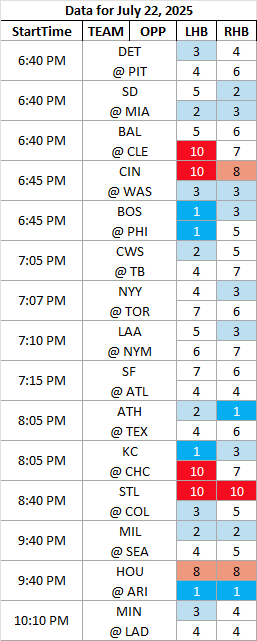 Data for July 22, 2025
StartTime TEAM OPP LHB RHB
6:40 PM DET 3 4
@ PIT 4 6
6:40 PM SD 5 2
@ MIA 2 3
6:40 PM BAL 5 6
@ CLE 10 7
6:45 PM CIN 10 8
@ WAS 3 3
6:45 PM BOS 1 3
@ PHI 1 5
7:05 PM CWS 2 5
@ TB 4 7
7:07 PM NYY 4 3
@ TOR 7 6
7:10 PM LAA 5 3
@ NYM 6 7
7:15 PM SF 7 6
@ ATL 4 4
8:05 PM ATH 2 1
@ TEX 4 6
8:05 PM KC 1 3
@ CHC 10 7
8:40 PM STL 10 10
@ COL 3 5
9:40 PM MIL 2 2
@ SEA 4 5
9:40 PM HOU 8 8
@ ARI 1 1
10:10 PM MIN 3 4
@ LAD 4 4